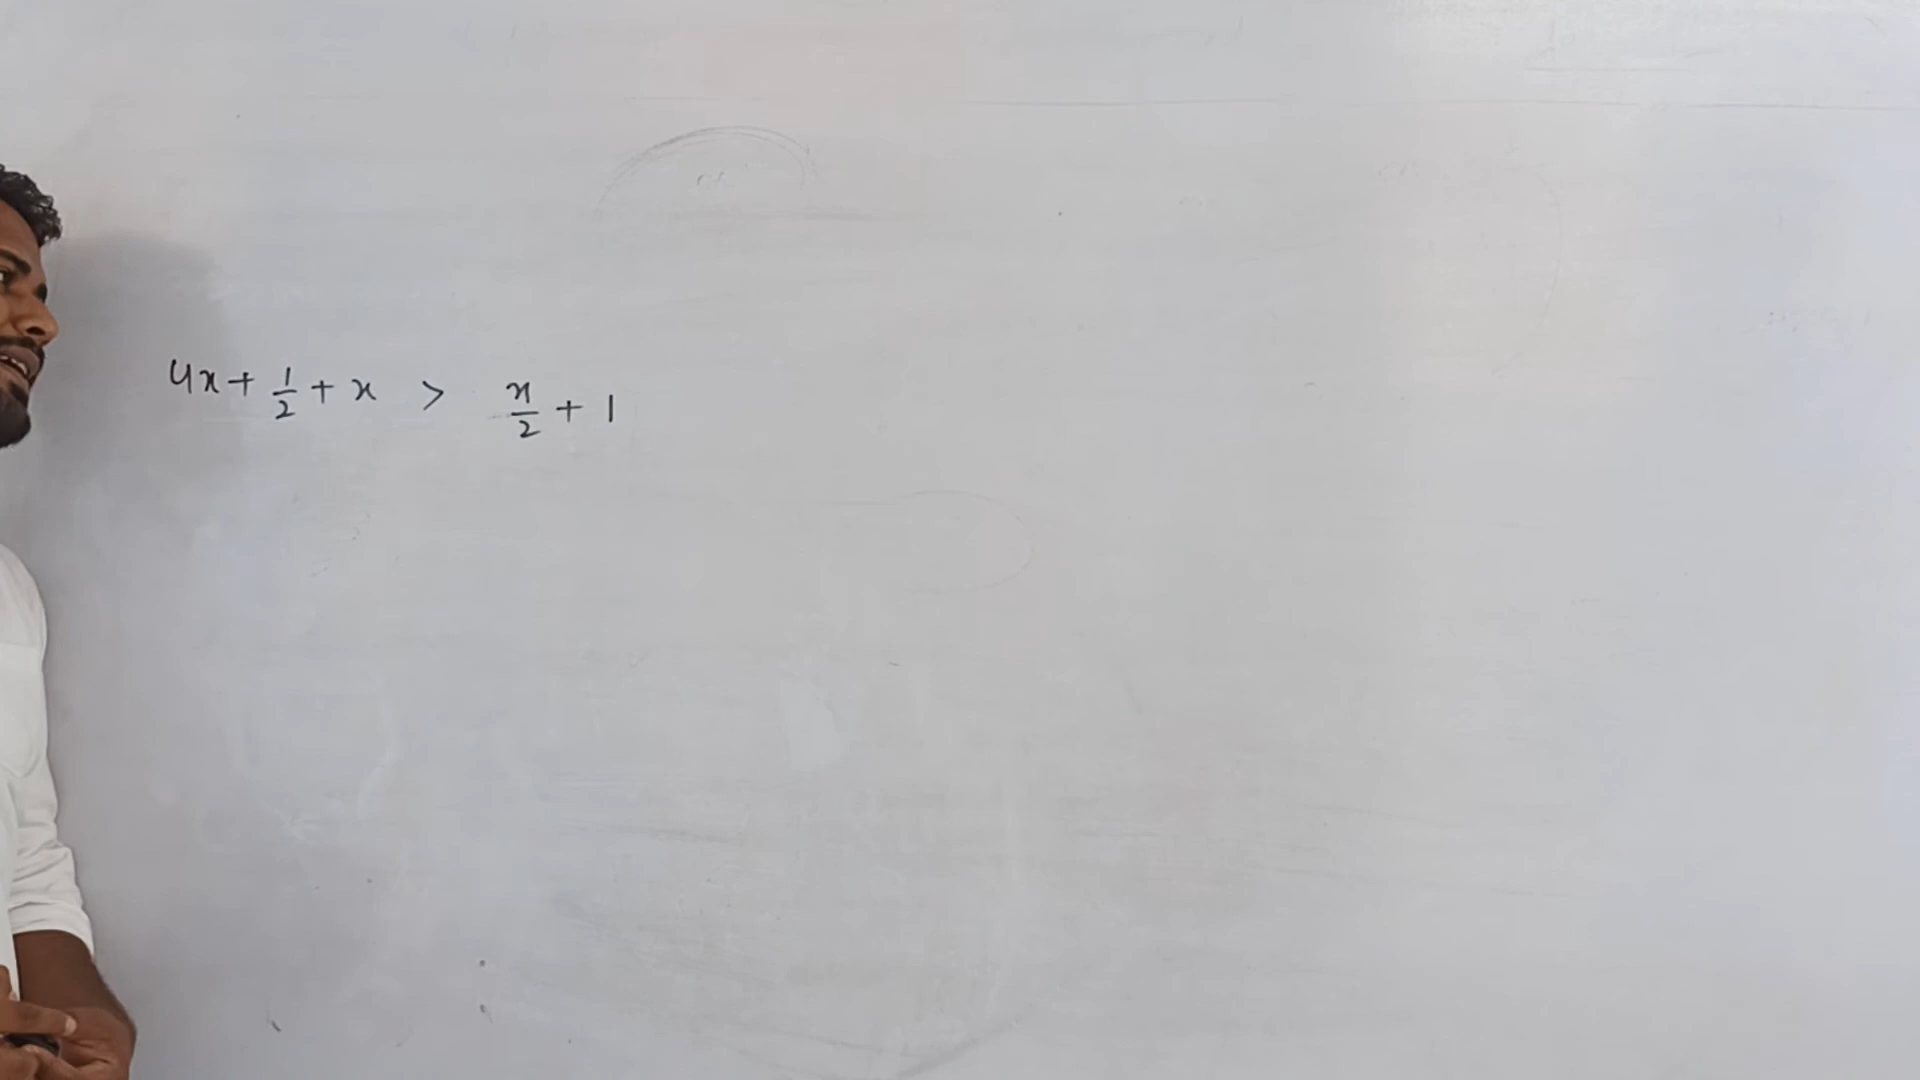 4x + 1/2 + x > x/2 + 1